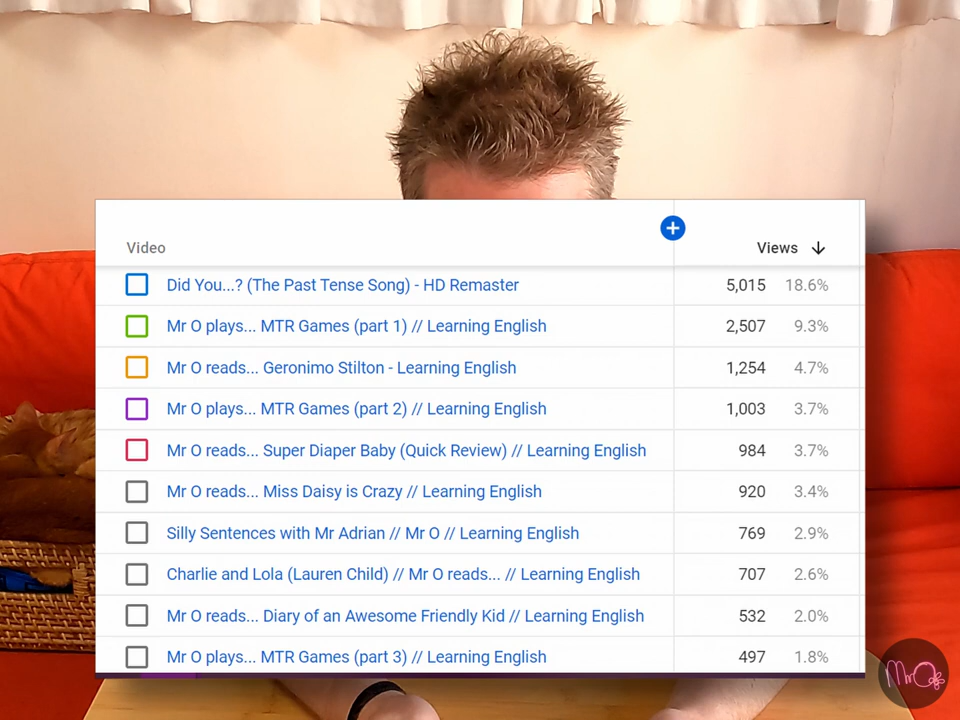 Video Views
Did You...? (The Past Tense Song) - HD Remaster 5,015 18.6%
Mr O plays... MTR Games (part 1) // Learning English 2,507 9.3%
Mr O reads... Geronimo Stilton - Learning English 1,254 4.7%
Mr O plays... MTR Games (part 2) // Learning English 1,003 3.7%
Mr O reads... Super Diaper Baby (Quick Review) // Learning English 984 3.7%
Mr O reads... Miss Daisy is Crazy // Learning English 920 3.4%
Silly Sentences with Mr Adrian // Mr O // Learning English 769 2.9%
Charlie and Lola (Lauren Child) // Mr O reads... // Learning English 707 2.6%
Mr O reads... Diary of an Awesome Friendly Kid // Learning English 532 2.0%
Mr O plays... MTR Games (part 3) // Learning English 497 1.8%